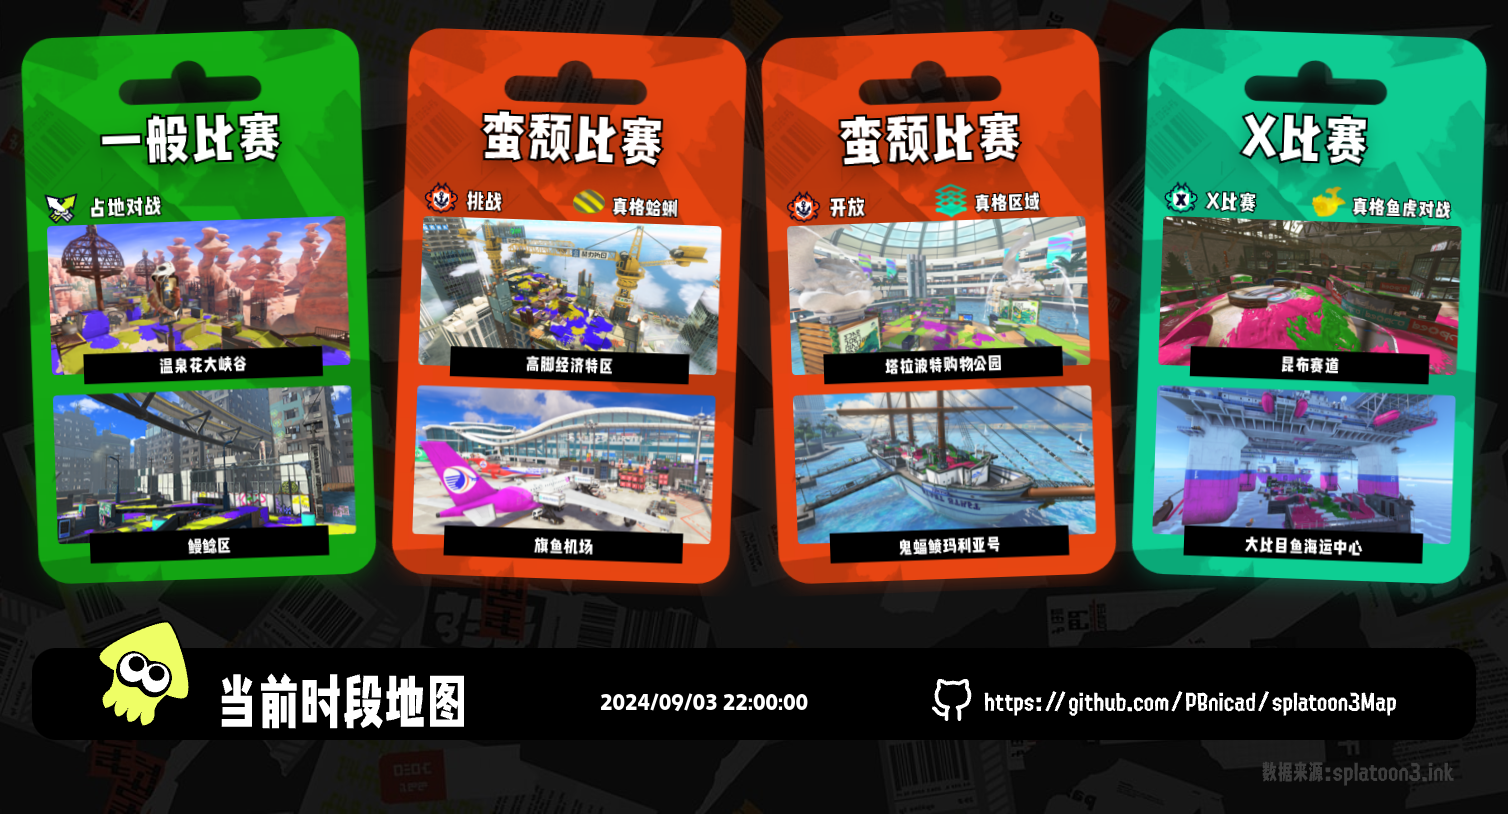 一般比赛
占地对战
温泉花大峡谷
鳗鲶区
蛮颓比赛
挑战
真格蛤蜊
高脚经济特区
旗鱼机场
蛮颓比赛
开放
真格区域
塔拉波特购物公园
鬼蝠鲼玛利亚号
X比赛
X比赛
真格鱼虎对战
昆布赛道
大比目鱼海运中心
当前时段地图
2024/09/03 22:00:00
https://github.com/PBnicad/splatoon3Map
数据来源:splatoon3.ink